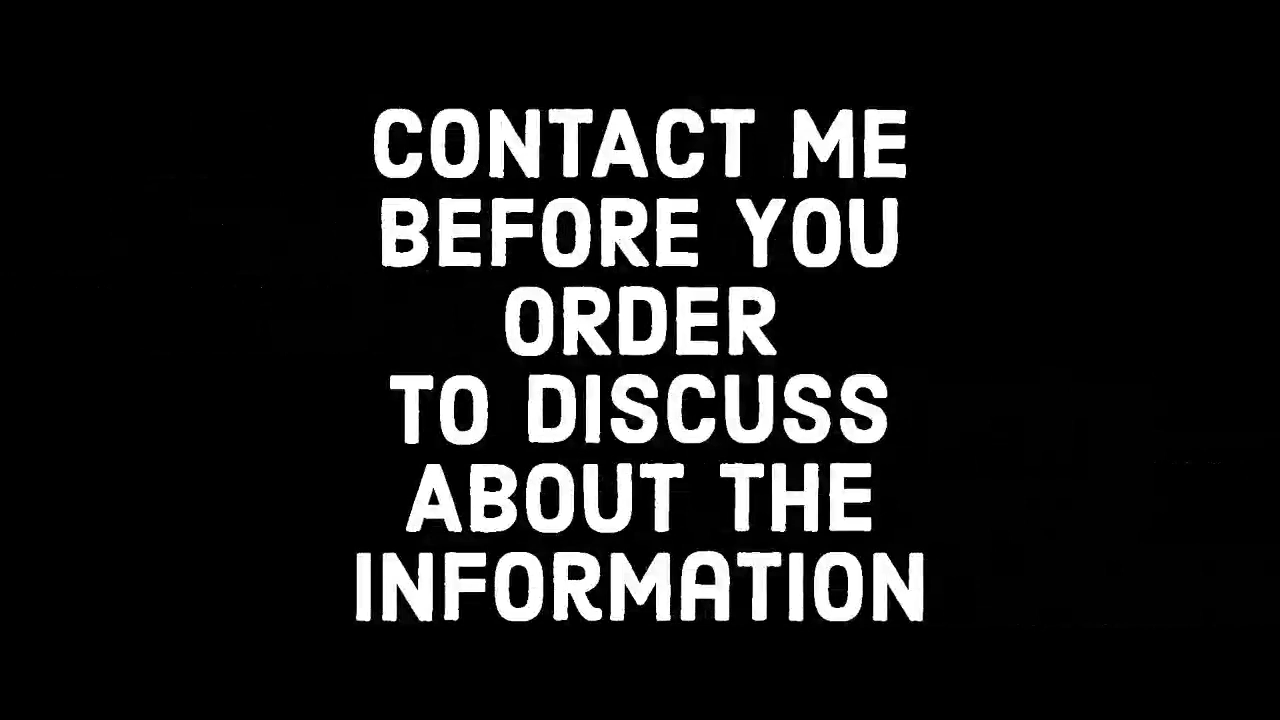 CONTACT ME
BEFORE YOU
ORDER
TO DISCUSS
ABOUT THE
INFORMATION